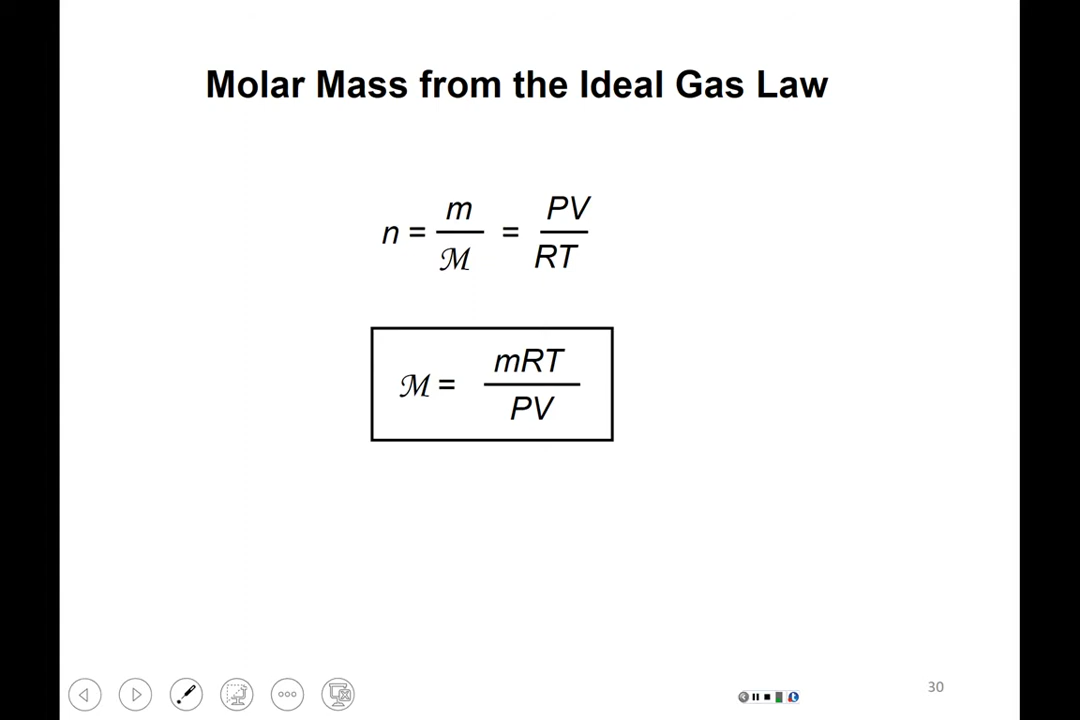 Molar Mass from the Ideal Gas Law
n = m/ℳ = PV/RT
ℳ = mRT/PV
30